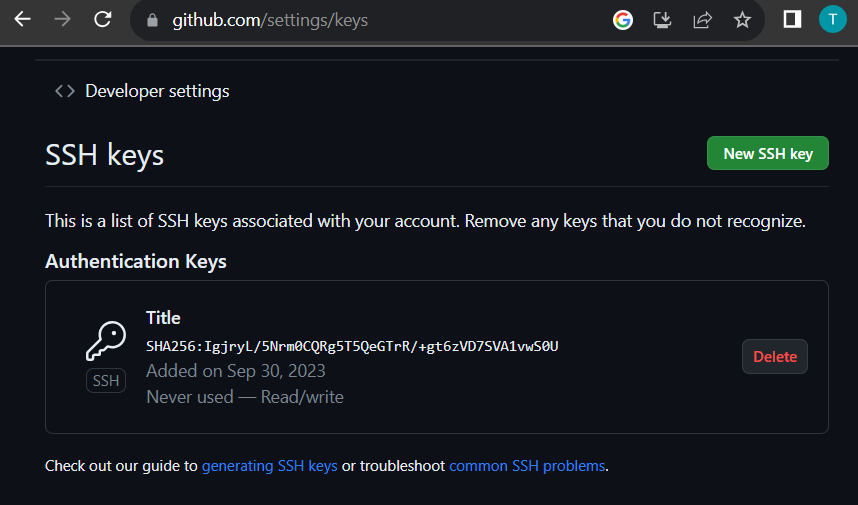 github.com/settings/keys
T
Developer settings
SSH keys
New SSH key
This is a list of SSH keys associated with your account. Remove any keys that you do not recognize.
Authentication Keys
Title
SHA256:IgjryL/5Nrm0CQRg5T5QeGTrR/+gt6zVD7SVA1vwS0U
Added on Sep 30, 2023
Never used — Read/write
SSH
Delete
Check out our guide to generating SSH keys or troubleshoot common SSH problems.